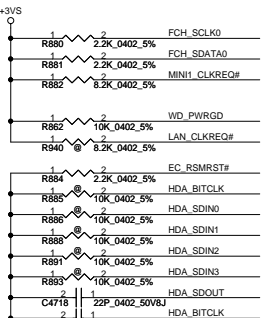 +3VS
1 2 FCH_SCLK0
R880 2.2K_0402_5%
1 2 FCH_SDATA0
R881 2.2K_0402_5%
1 2 MINI1_CLKREQ#
R882 8.2K_0402_5%
1 2 WD_PWRGD
R862 10K_0402_5%
1 2 LAN_CLKREQ#
R940 @ 8.2K_0402_5%
1 2 EC_RSMRST#
R884 2.2K_0402_5%
1 @ 2 HDA_BITCLK
R885 10K_0402_5%
1 @ 2 HDA_SDIN0
R886 10K_0402_5%
1 @ 2 HDA_SDIN1
R888 10K_0402_5%
1 @ 2 HDA_SDIN2
R891 10K_0402_5%
1 @ 2 HDA_SDIN3
R893 10K_0402_5%
2 1 HDA_SDOUT
C4718 22P_0402_50V8J
2 1 HDA_BITCLK